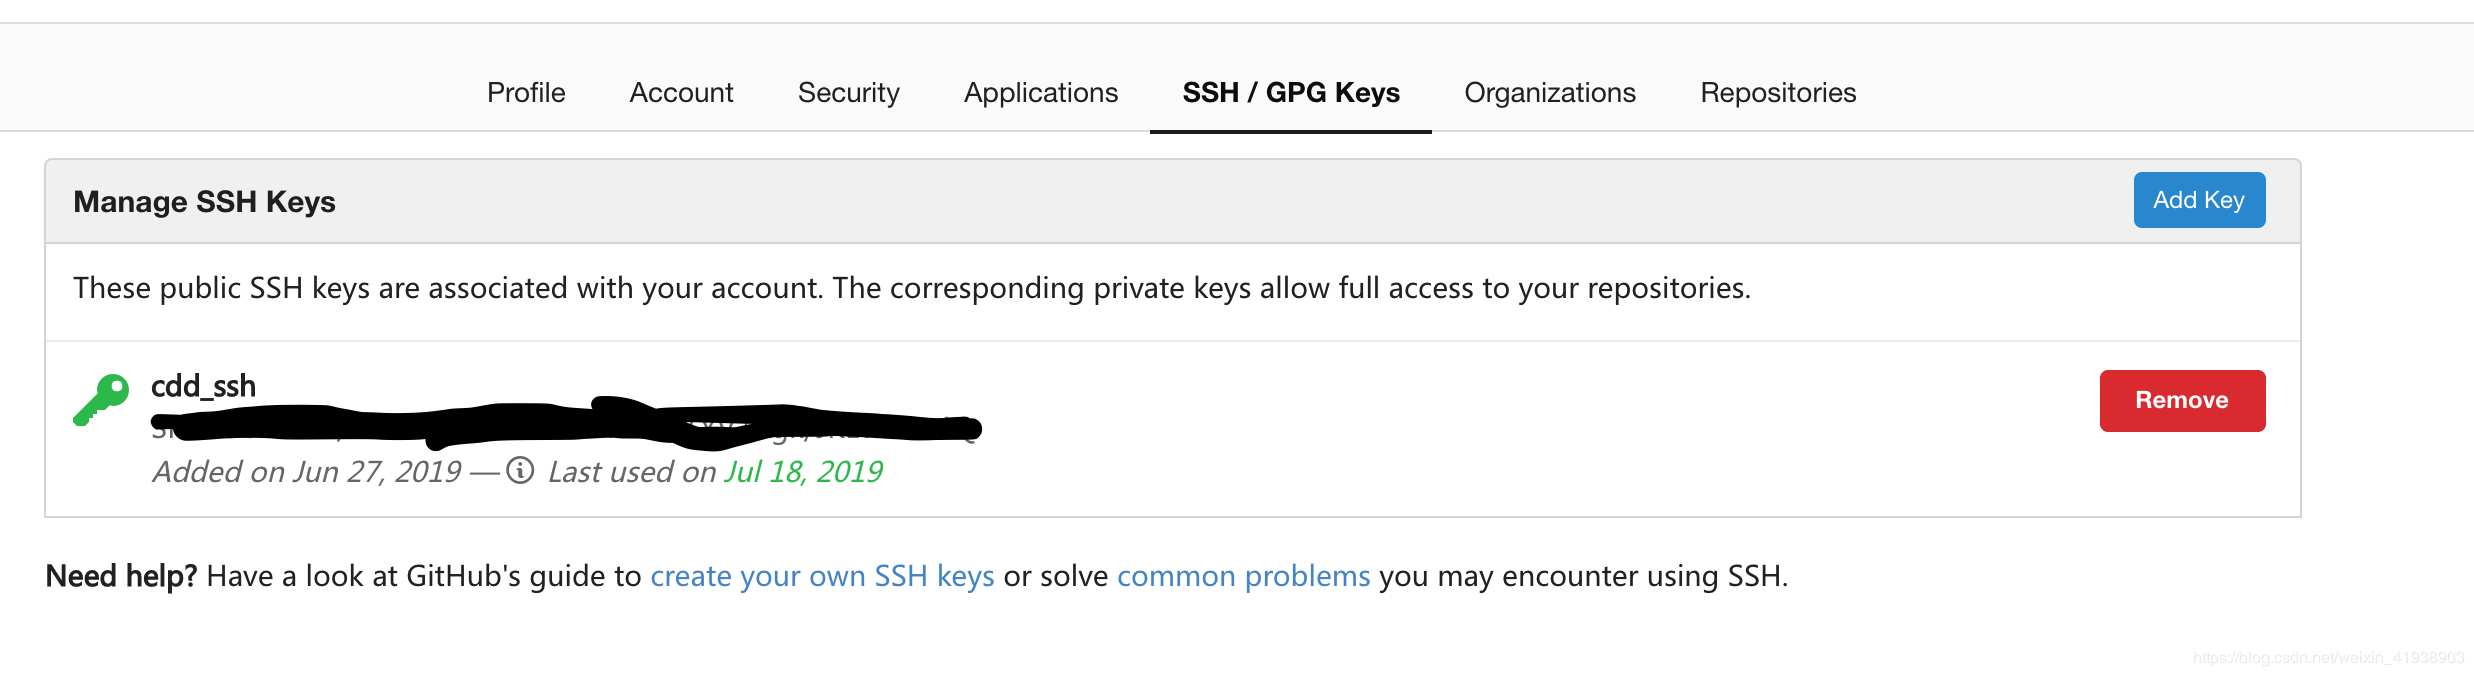 Profile Account Security Applications SSH / GPG Keys Organizations Repositories
Manage SSH Keys Add Key
These public SSH keys are associated with your account. The corresponding private keys allow full access to your repositories.
cdd_ssh
Remove
Added on Jun 27, 2019 — Last used on Jul 18, 2019
Need help? Have a look at GitHub's guide to create your own SSH keys or solve common problems you may encounter using SSH.
https://blog.csdn.net/weixin_41938903